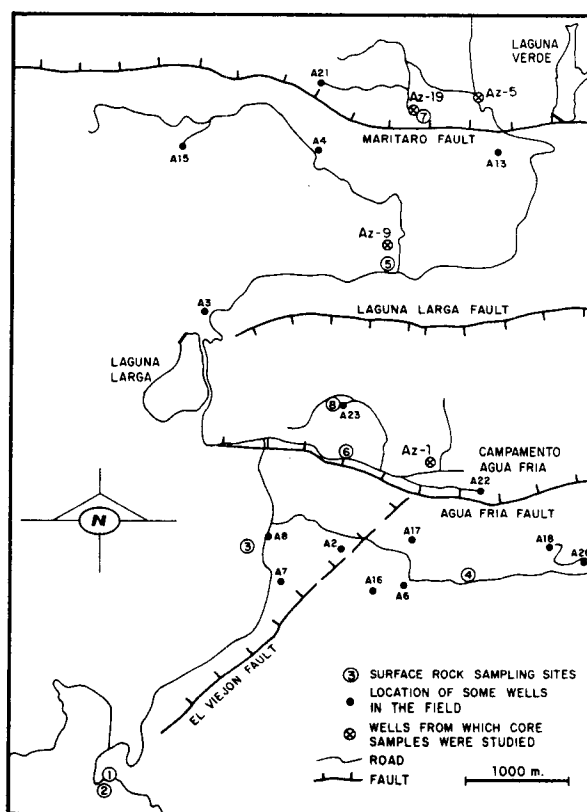 LAGUNA
VERDE
A21
Az-5
Az-19
7
MARITARO FAULT
A15
A4
A13
Az-9
5
A3
LAGUNA LARGA FAULT
LAGUNA
LARGA
8
A23
6
Az-1
CAMPAMENTO
AGUA FRIA
A22
AGUA FRIA FAULT
N
3
A8
A2
A17
A18
A20
A7
A16
A6
4
EL VIEJON FAULT
3 SURFACE ROCK SAMPLING SITES
LOCATION OF SOME WELLS
IN THE FIELD
WELLS FROM WHICH CORE
SAMPLES WERE STUDIED
ROAD
FAULT
1000 m.
1
2